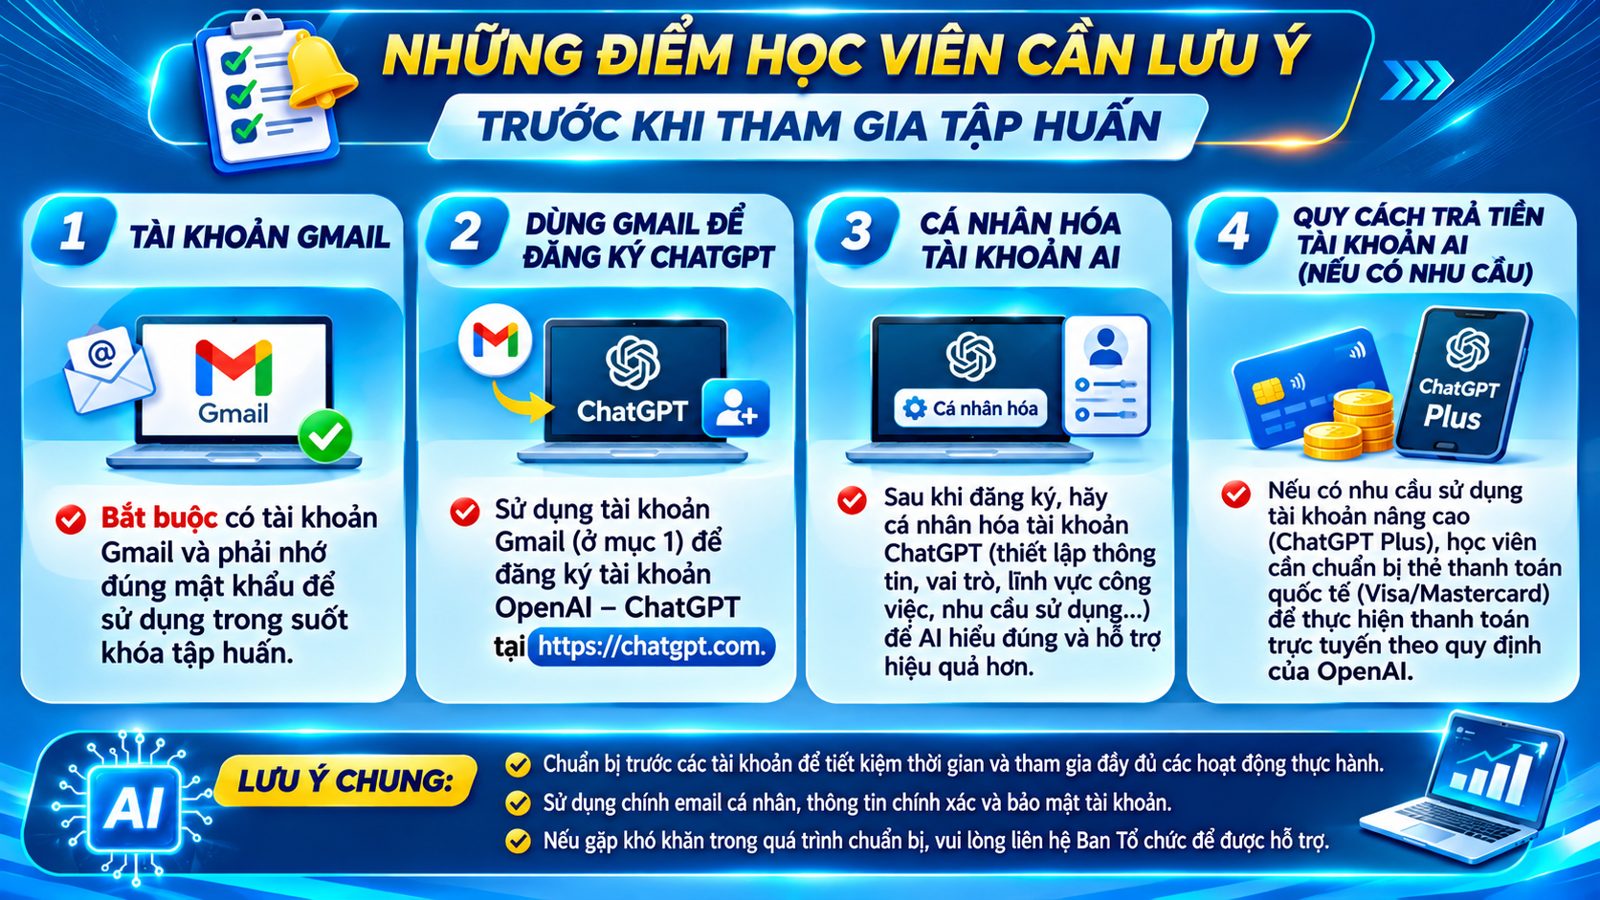 NHỮNG ĐIỂM HỌC VIÊN CẦN LƯU Ý
TRƯỚC KHI THAM GIA TẬP HUẤN
1
TÀI KHOẢN GMAIL
@
Gmail
Bắt buộc có tài khoản
Gmail và phải nhớ
đúng mật khẩu để
sử dụng trong suốt
khóa tập huấn.
2
DÙNG GMAIL ĐỂ
ĐĂNG KÝ CHATGPT
ChatGPT
Sử dụng tài khoản
Gmail (ở mục 1) để
đăng ký tài khoản
OpenAI – ChatGPT
tại https://chatgpt.com.
3
CÁ NHÂN HÓA
TÀI KHOẢN AI
Cá nhân hóa
Sau khi đăng ký, hãy
cá nhân hóa tài khoản
ChatGPT (thiết lập thông
tin, vai trò, lĩnh vực công
việc, nhu cầu sử dụng...)
để AI hiểu đúng và hỗ trợ
hiệu quả hơn.
4
QUY CÁCH TRẢ TIỀN
TÀI KHOẢN AI
(NẾU CÓ NHU CẦU)
ChatGPT
Plus
Nếu có nhu cầu sử dụng
tài khoản nâng cao
(ChatGPT Plus), học viên
cần chuẩn bị thẻ thanh toán
quốc tế (Visa/Mastercard)
để thực hiện thanh toán
trực tuyến theo quy định
của OpenAI.
AI
LƯU Ý CHUNG:
Chuẩn bị trước các tài khoản để tiết kiệm thời gian và tham gia đầy đủ các hoạt động thực hành.
Sử dụng chính email cá nhân, thông tin chính xác và bảo mật tài khoản.
Nếu gặp khó khăn trong quá trình chuẩn bị, vui lòng liên hệ Ban Tổ chức để được hỗ trợ.